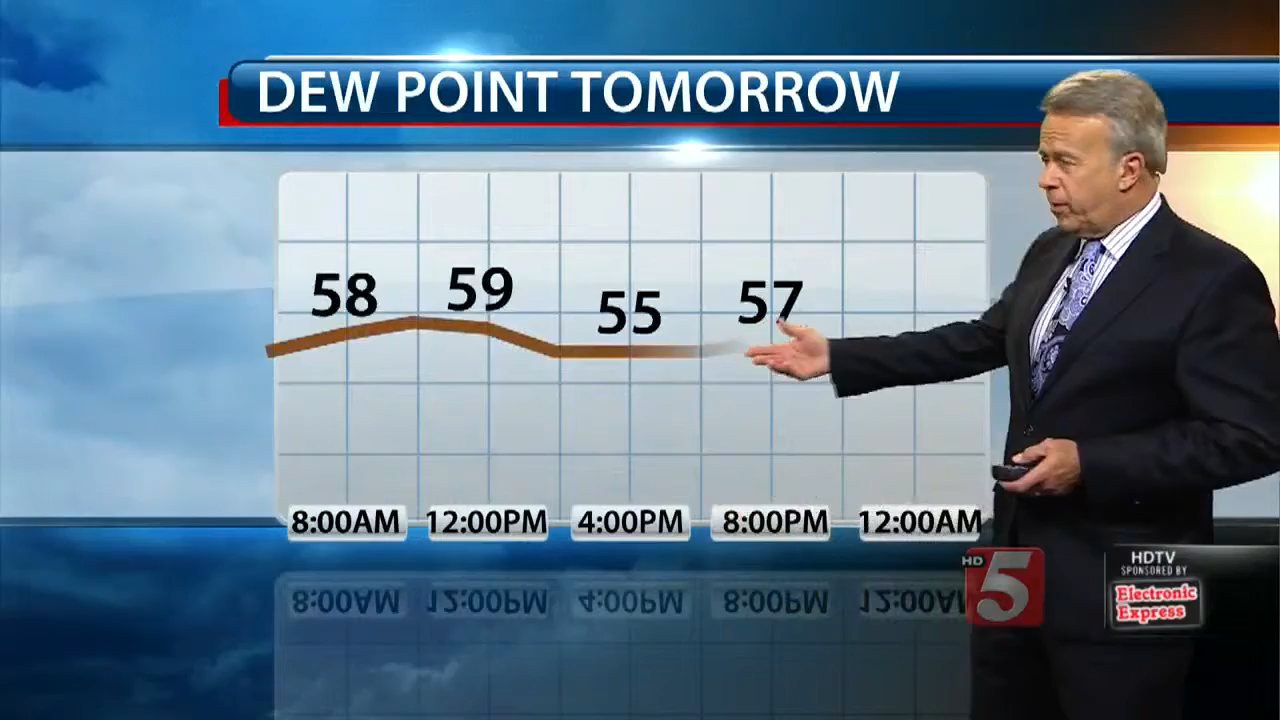 DEW POINT TOMORROW
58
59
55
57
8:00AM
12:00PM
4:00PM
8:00PM
12:00AM
HD
5
HDTV
SPONSORED BY
Electronic
Express